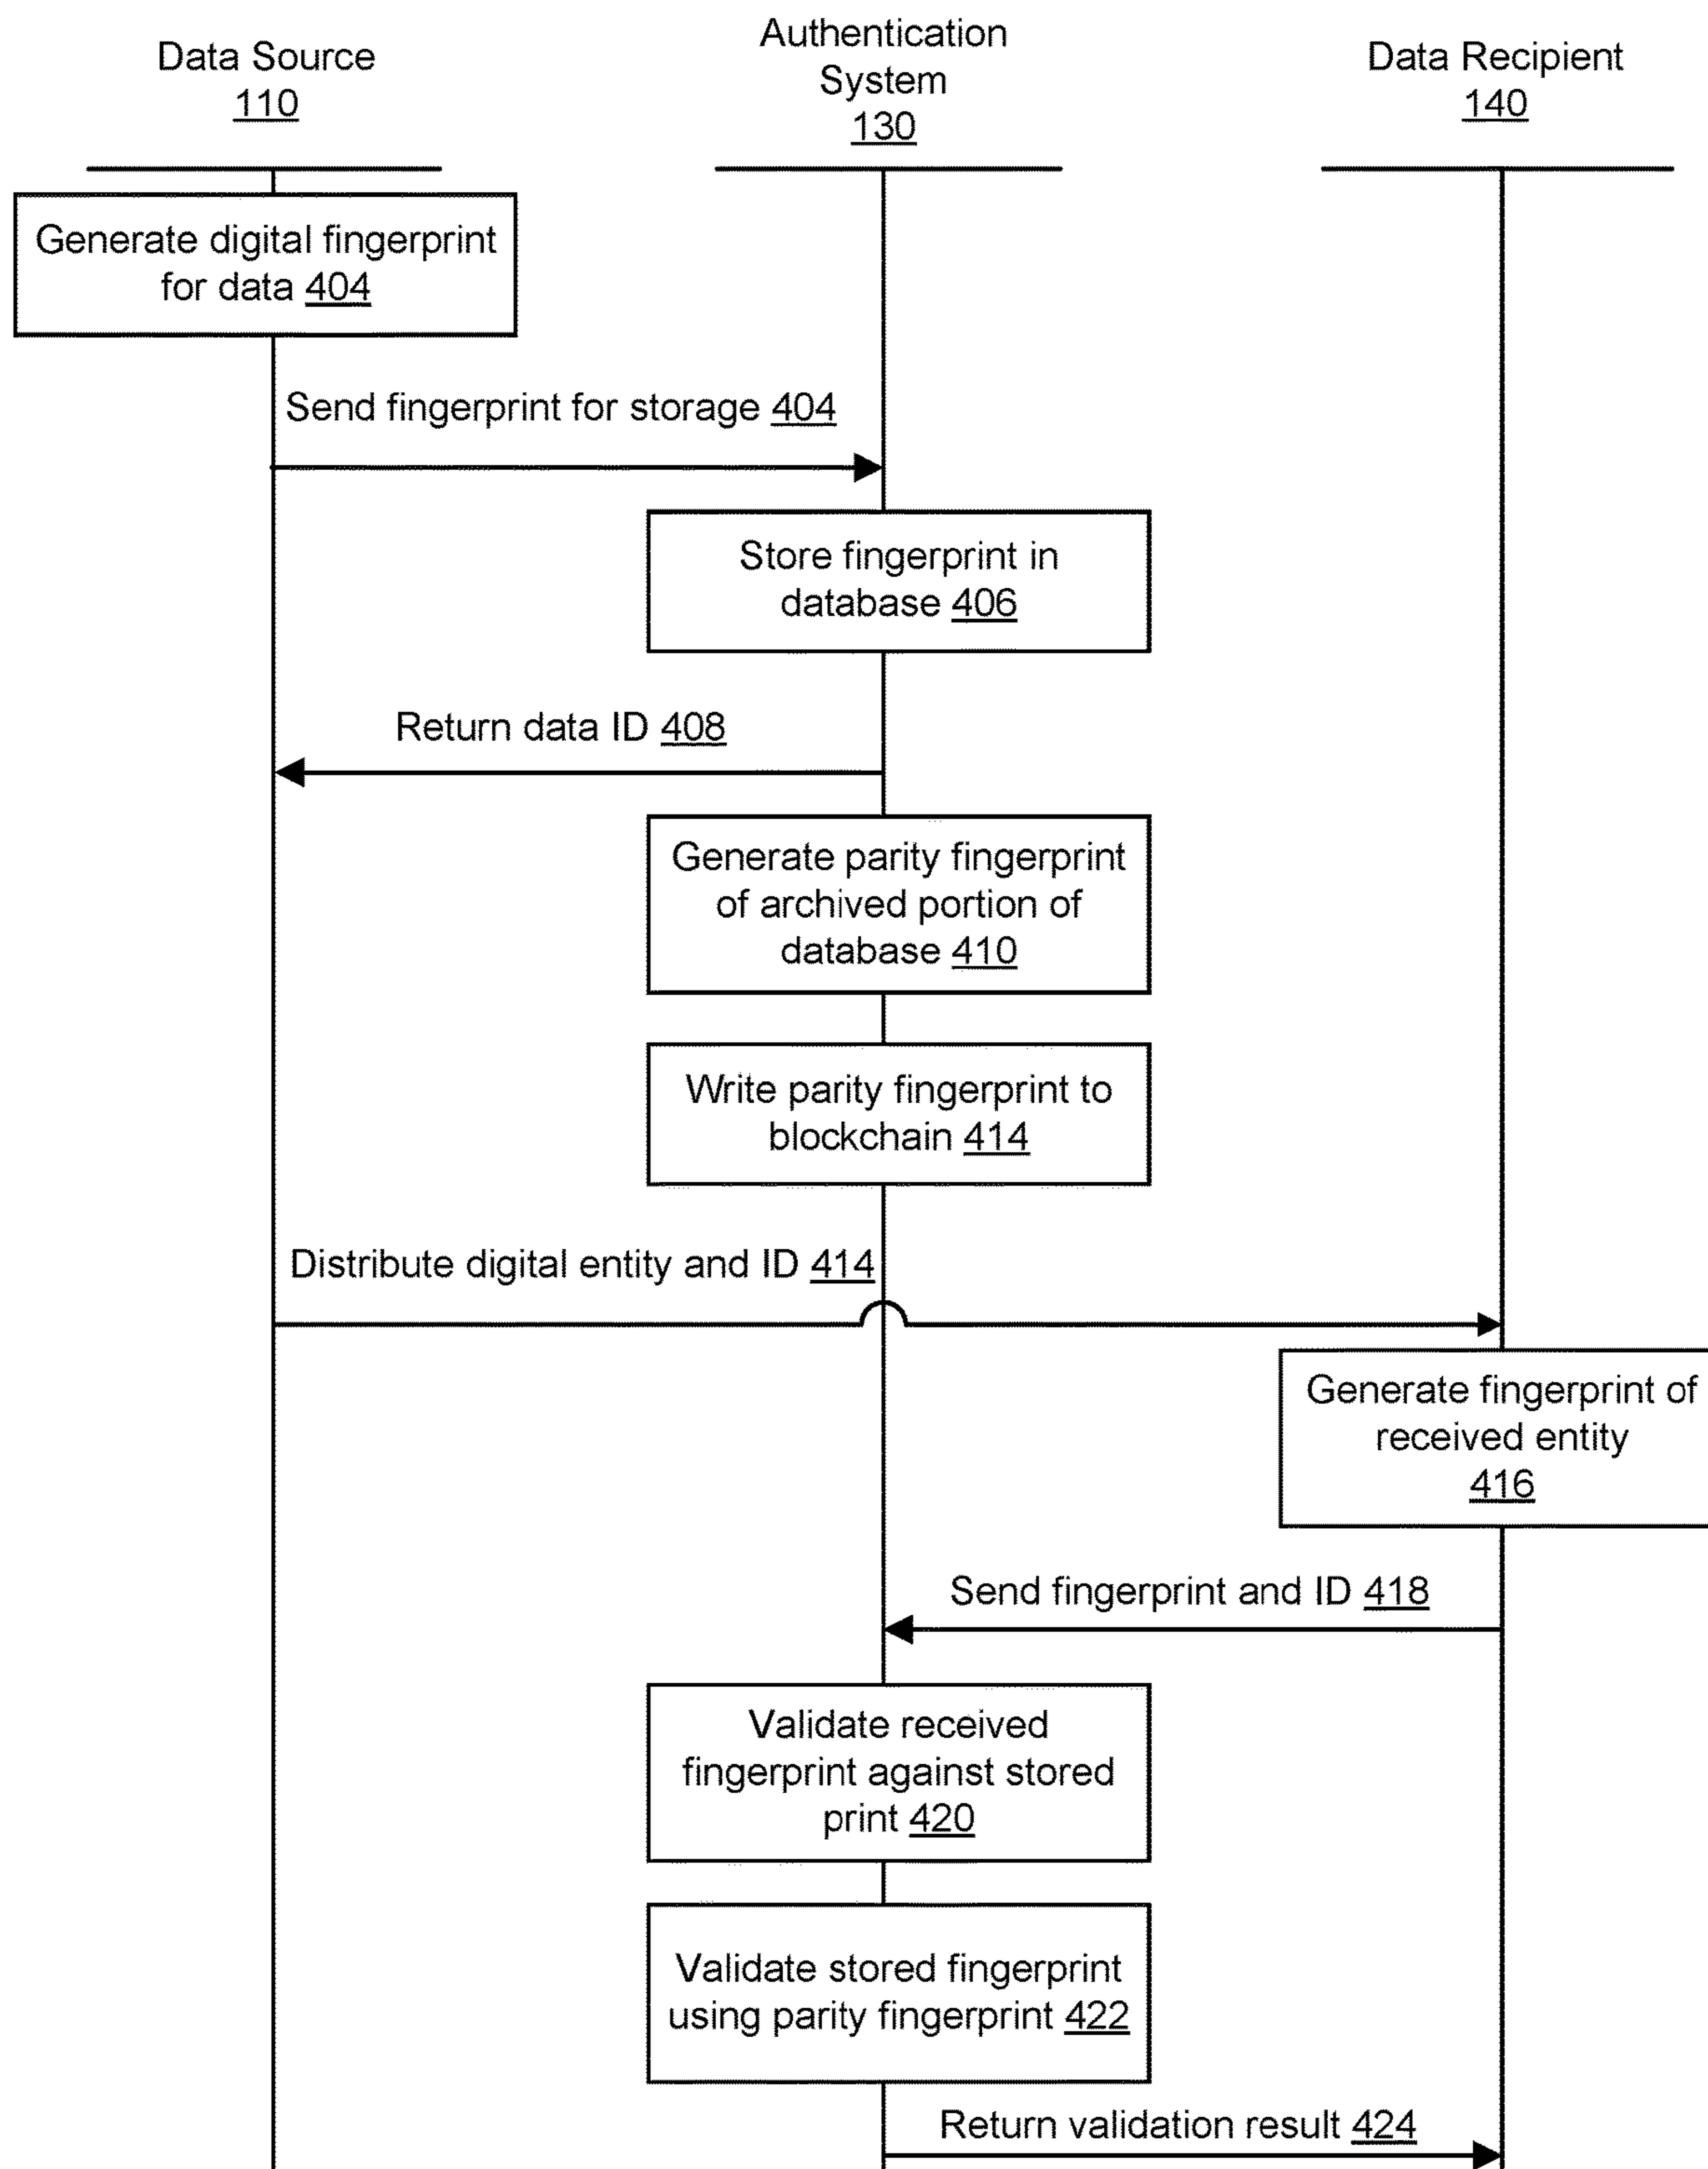 Data Source
110
Authentication
System
130
Data Recipient
140
Generate digital fingerprint
for data 404
Send fingerprint for storage 404
Store fingerprint in
database 406
Return data ID 408
Generate parity fingerprint
of archived portion of
database 410
Write parity fingerprint to
blockchain 414
Distribute digital entity and ID 414
Generate fingerprint of
received entity
416
Send fingerprint and ID 418
Validate received
fingerprint against stored
print 420
Validate stored fingerprint
using parity fingerprint 422
Return validation result 424